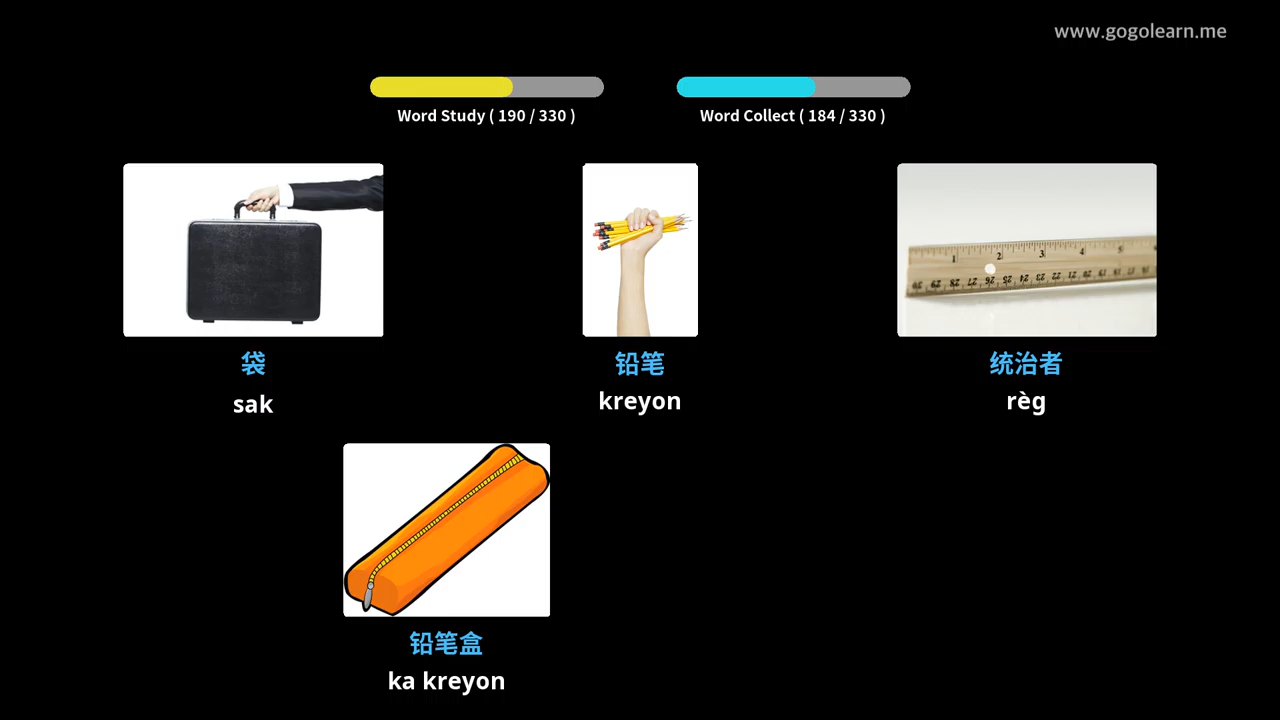 www.gogolearn.me
Word Study ( 190 / 330 )
Word Collect ( 184 / 330 )
袋
sak
铅笔
kreyon
统治者
règ
铅笔盒
ka kreyon